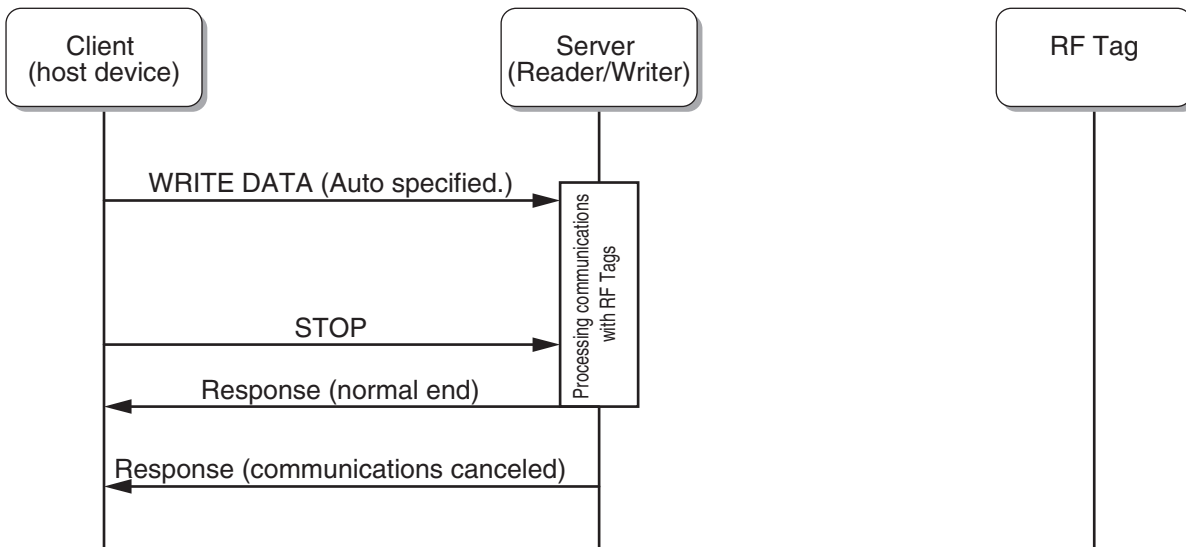 Client
(host device)
Server
(Reader/Writer)
RF Tag
WRITE DATA (Auto specified.)
Processing communications
with RF Tags
STOP
Response (normal end)
Response (communications canceled)